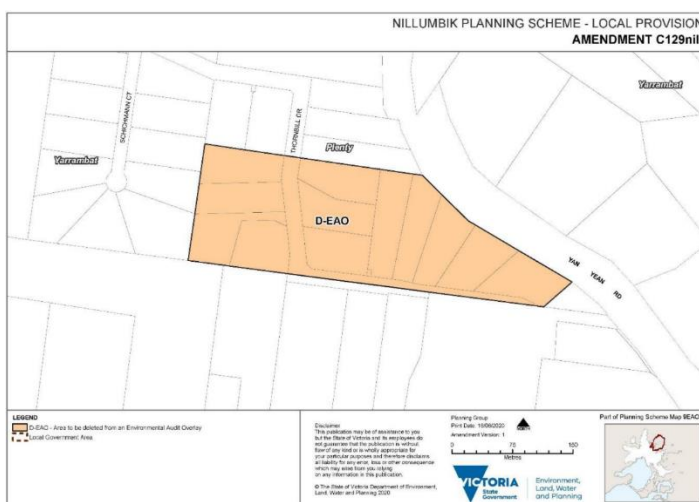 NILLUMBIK PLANNING SCHEME - LOCAL PROVISION
AMENDMENT C129nil
Yarrambat
SCHICHMANN CT
THORNBILL DR
Plenty
Yarrambat
D-EAO
YAN YEAN RD
LEGEND
D-EAO - Area to be deleted from an Environmental Audit Overlay
Local Government Area
Disclaimer
This publication may be of assistance to you
but the State of Victoria and its employees do
not guarantee that the publication is without
flaw of any kind or is wholly appropriate for
your particular purposes and therefore disclaims
all liability for any error, loss or other consequence
which may arise from you relying
on any information in this publication.
© The State of Victoria Department of Environment,
Land, Water and Planning 2020
Planning Group
Print Date:
Amendment Version: 1
0
Metres
VICTORIA
State
Government
Environment,
Land, Water
and Planning
Part of Planning Scheme Map